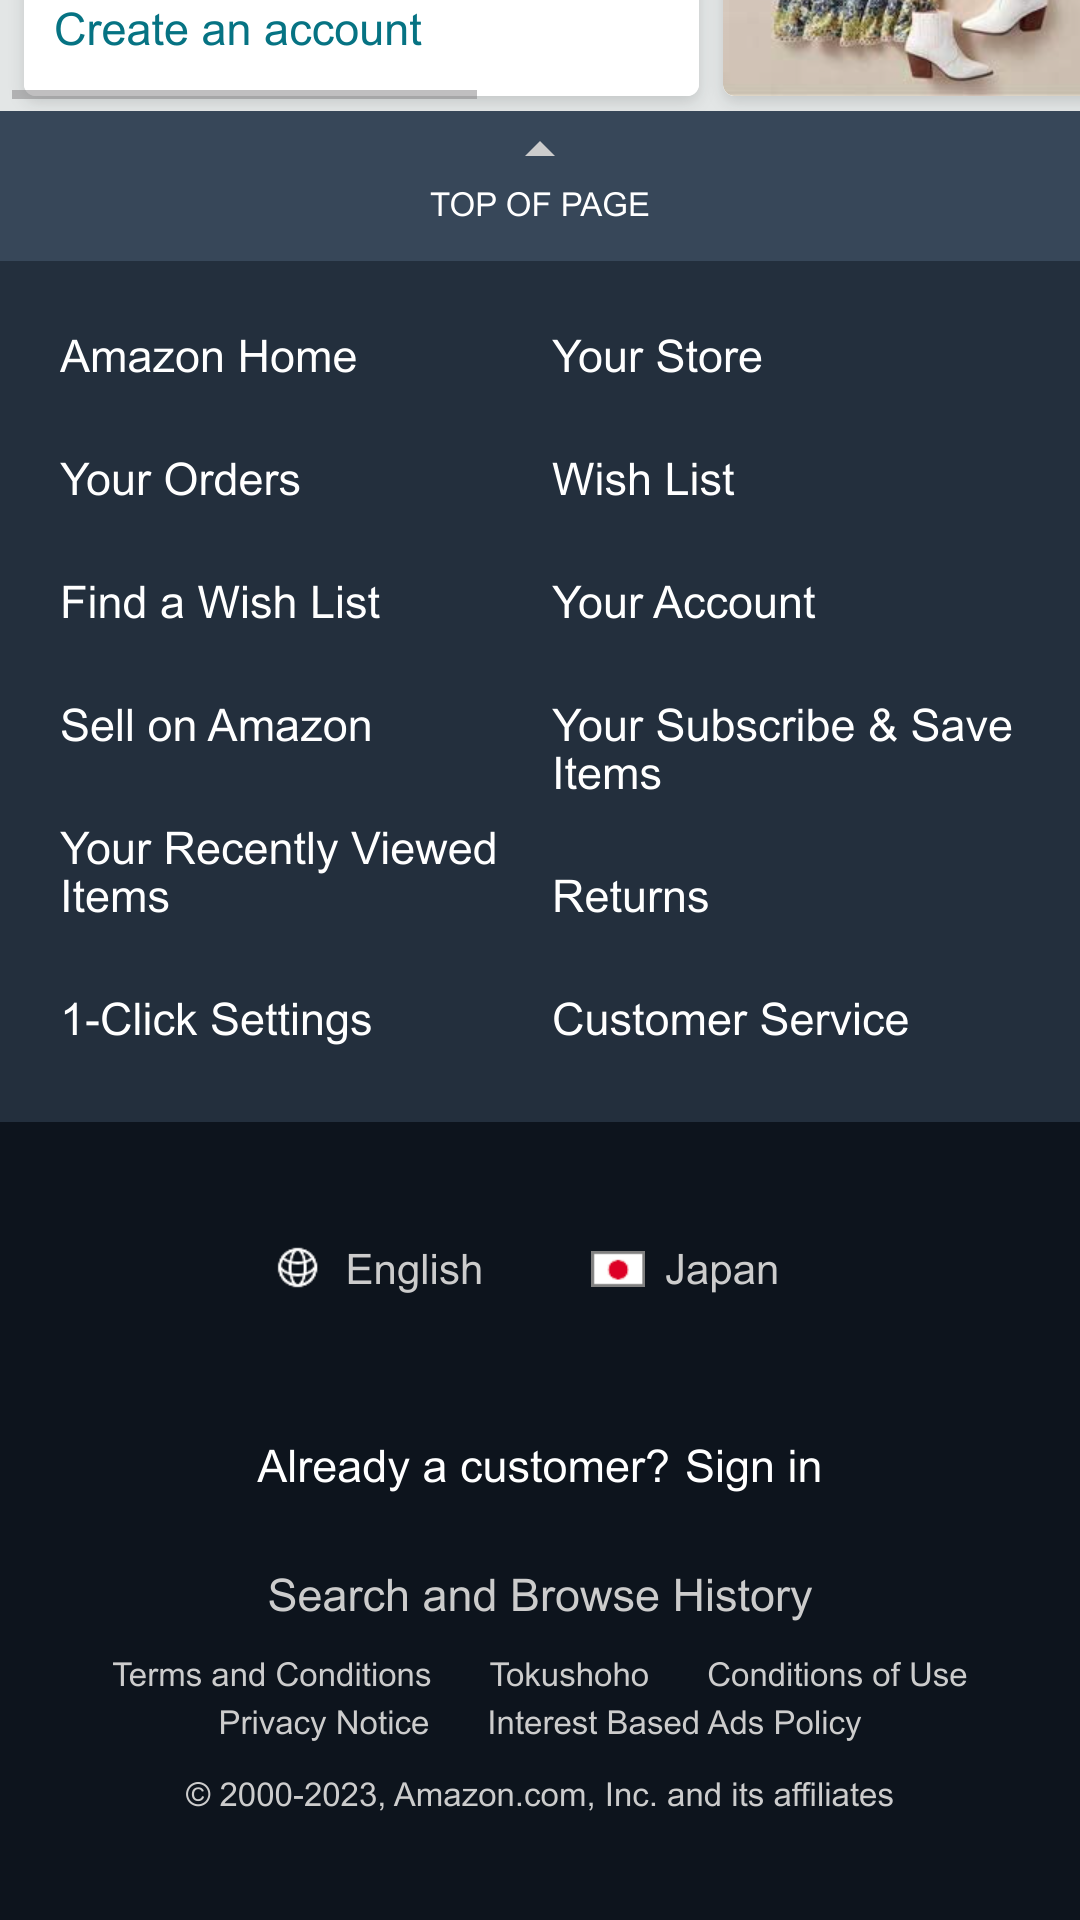 Create an account
TOP OF PAGE
Amazon Home
Your Store
Your Orders
Wish List
Find a Wish List
Your Account
Sell on Amazon
Your Subscribe & Save
Items
Your Recently Viewed
Items
Returns
1-Click Settings
Customer Service
English
Japan
Already a customer? Sign in
Search and Browse History
Terms and Conditions Tokushoho Conditions of Use
Privacy Notice Interest Based Ads Policy
© 2000-2023, Amazon.com, Inc. and its affiliates